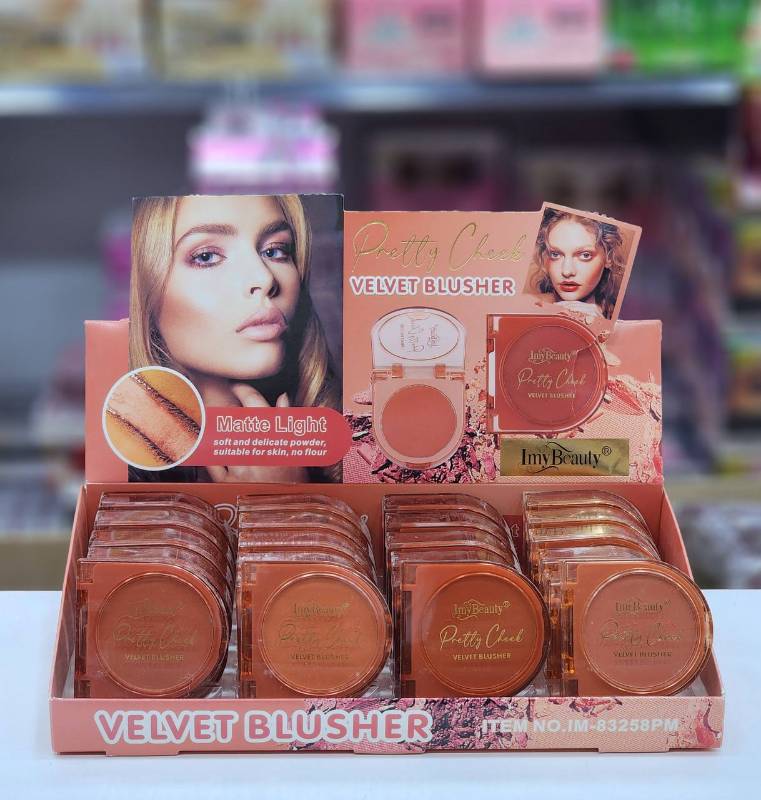 Pretty Cheek
VELVET BLUSHER
ImyBeauty®
Pretty Cheek
VELVET BLUSHER
Matte Light
soft and delicate powder,
suitable for skin, no flour
ImyBeauty®
ImyBeauty®
Pretty Cheek
VELVET BLUSHER
ImyBeauty®
Pretty Cheek
VELVET BLUSHER
ImyBeauty®
Pretty Cheek
VELVET BLUSHER
ImyBeauty®
Pretty Cheek
VELVET BLUSHER
VELVET BLUSHER
ITEM NO.IM-83258PM